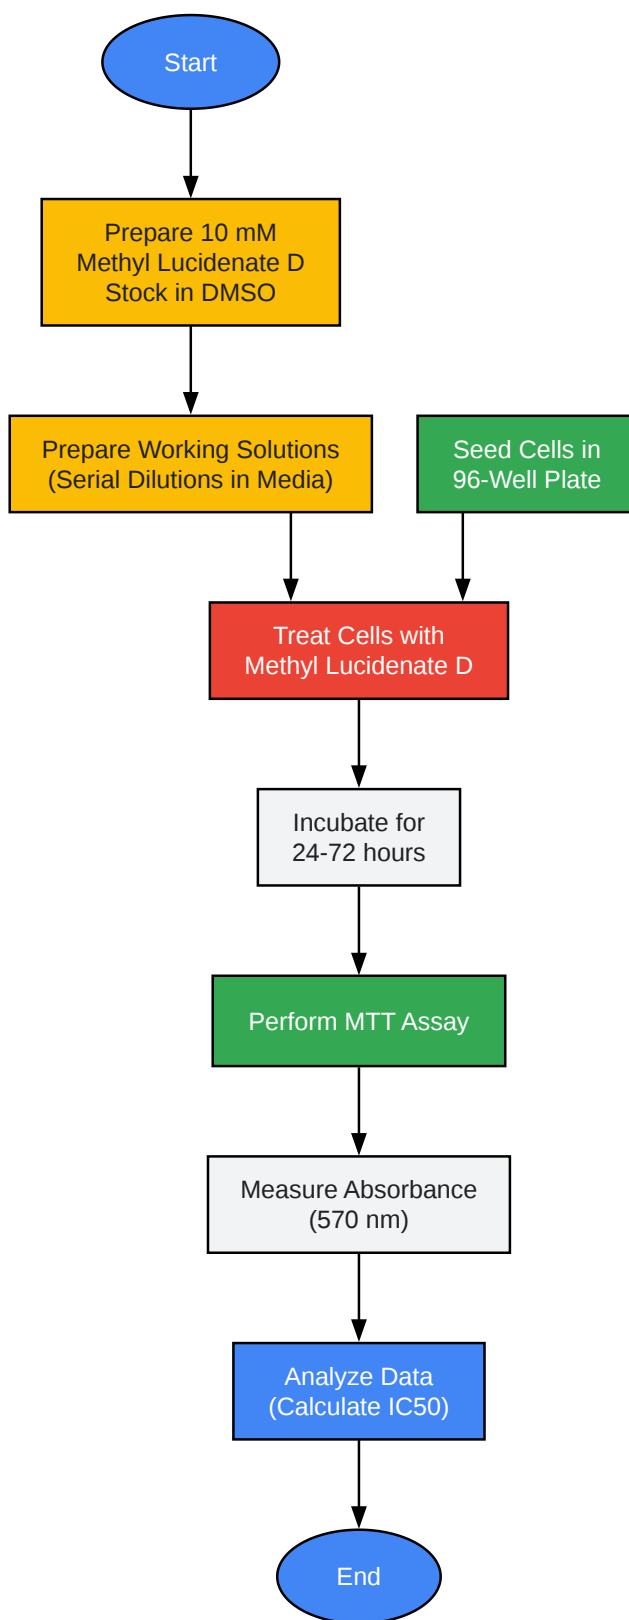 Start
Prepare 10 mM
Methyl Lucidenate D
Stock in DMSO
Prepare Working Solutions
(Serial Dilutions in Media)
Seed Cells in
96-Well Plate
Treat Cells with
Methyl Lucidenate D
Incubate for
24-72 hours
Perform MTT Assay
Measure Absorbance
(570 nm)
Analyze Data
(Calculate IC50)
End